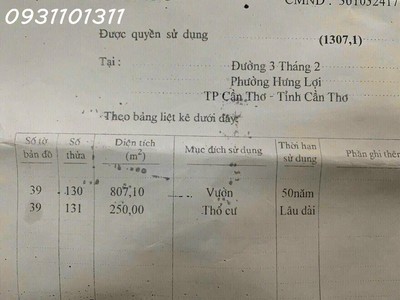 0931101311
CMND : 361032417
Được quyền sử dụng (1307,1)
Tại : Đường 3 Tháng 2
Phường Hưng Lợi
TP Cần Thơ - Tỉnh Cần Thơ
Theo bảng liệt kê dưới đây
Số tờ bản đồ Số thửa Diện tích (m²) Mục đích sử dụng Thời hạn sử dụng Phần ghi thêm
39 130 807,10 Vườn 50năm
39 131 250,00 Thổ cư Lâu dài